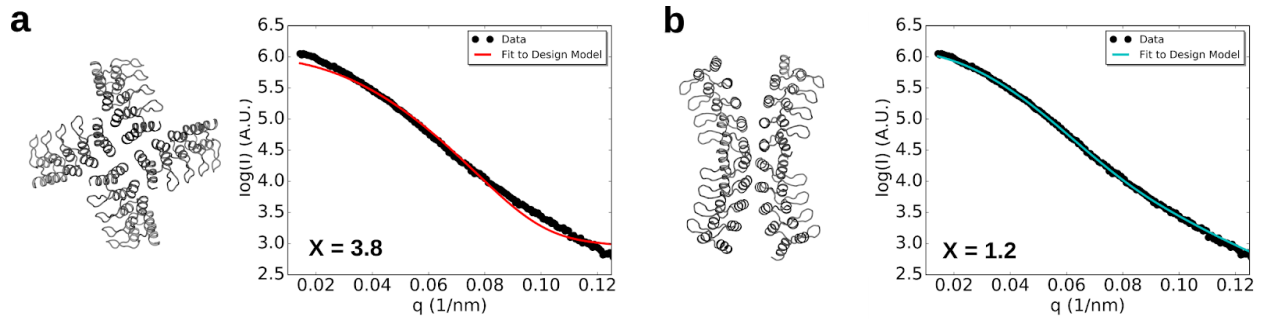 a
6.5
6.0
5.5
5.0
4.5
4.0
3.5
3.0
2.5
log(I) (A.U.)
Data
Fit to Design Model
X = 3.8
0.02 0.04 0.06 0.08 0.10 0.12
q (1/nm)
b
6.5
6.0
5.5
5.0
4.5
4.0
3.5
3.0
2.5
log(I) (A.U.)
Data
Fit to Design Model
X = 1.2
0.02 0.04 0.06 0.08 0.10 0.12
q (1/nm)